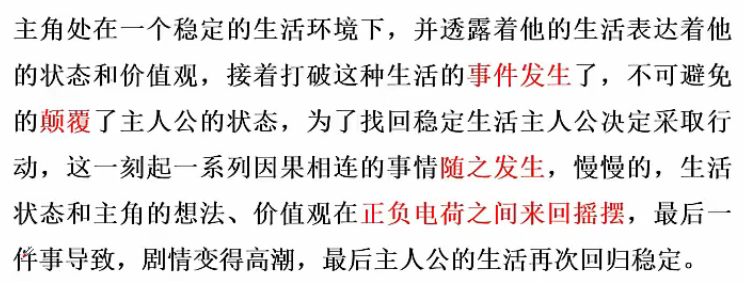 主角处在一个稳定的生活环境下，并透露着他的生活表达着他
的状态和价值观，接着打破这种生活的事件发生了，不可避免
的颠覆了主人公的状态，为了找回稳定生活主人公决定采取行
动，这一刻起一系列因果相连的事情随之发生，慢慢的，生活
状态和主角的想法、价值观在正负电荷之间来回摇摆，最后一
件事导致，剧情变得高潮，最后主人公的生活再次回归稳定。